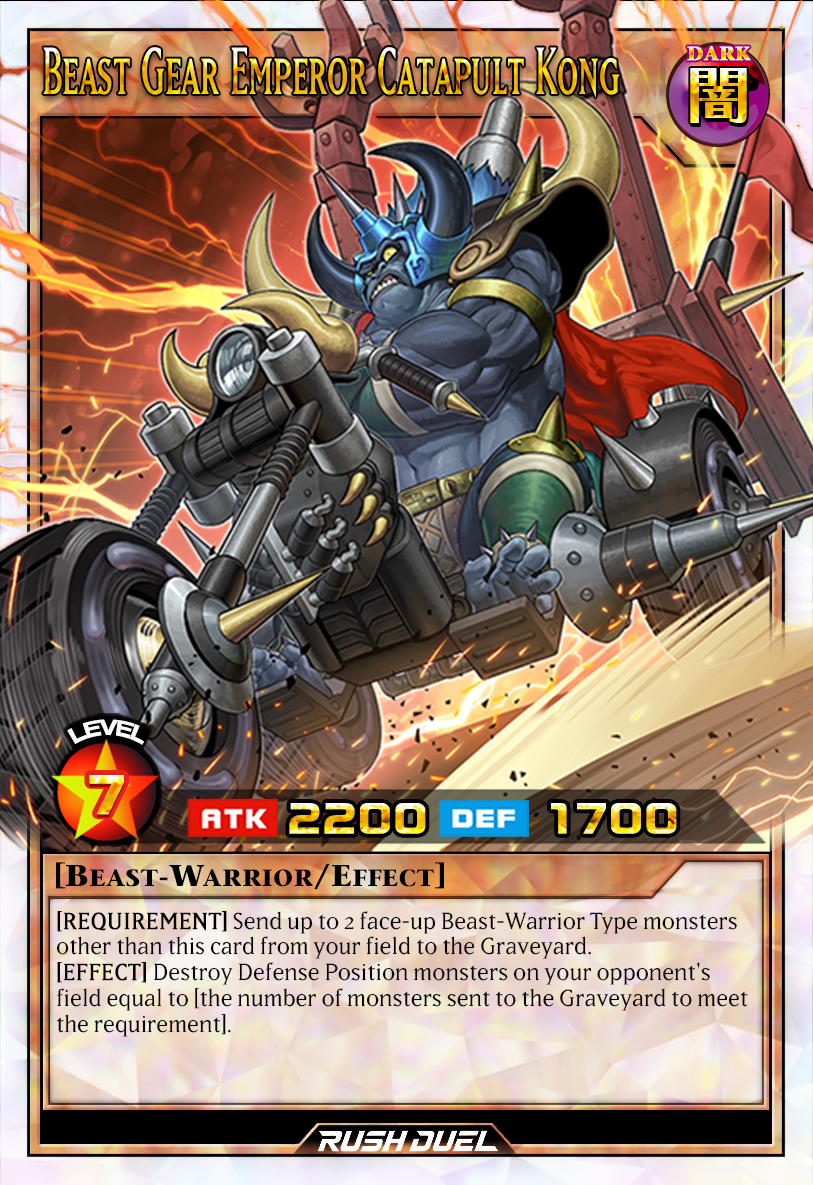 BEAST GEAR EMPEROR CATAPULT KONG
DARK
闇
LEVEL
7
ATK 2200 DEF 1700
[BEAST-WARRIOR/EFFECT]
[REQUIREMENT] Send up to 2 face-up Beast-Warrior Type monsters
other than this card from your field to the Graveyard.
[EFFECT] Destroy Defense Position monsters on your opponent's
field equal to [the number of monsters sent to the Graveyard to meet
the requirement].
RUSH DUEL